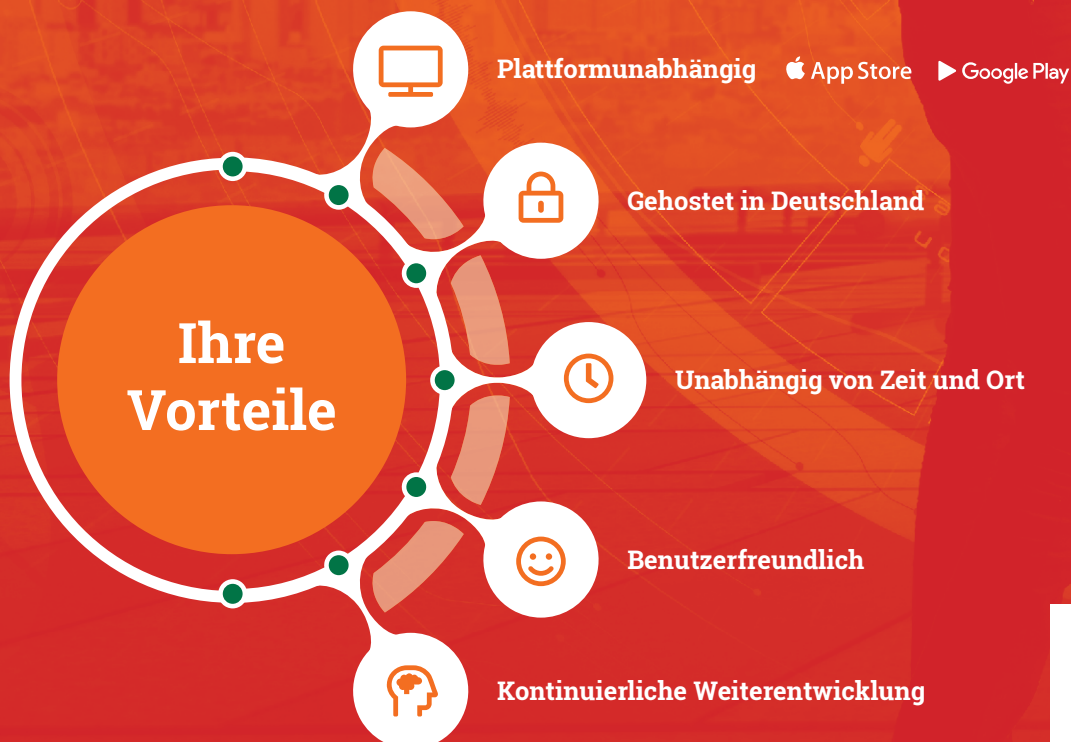 Plattformunabhängig App Store Google Play
Gehostet in Deutschland
Ihre
Vorteile
Unabhängig von Zeit und Ort
Benutzerfreundlich
Kontinuierliche Weiterentwicklung